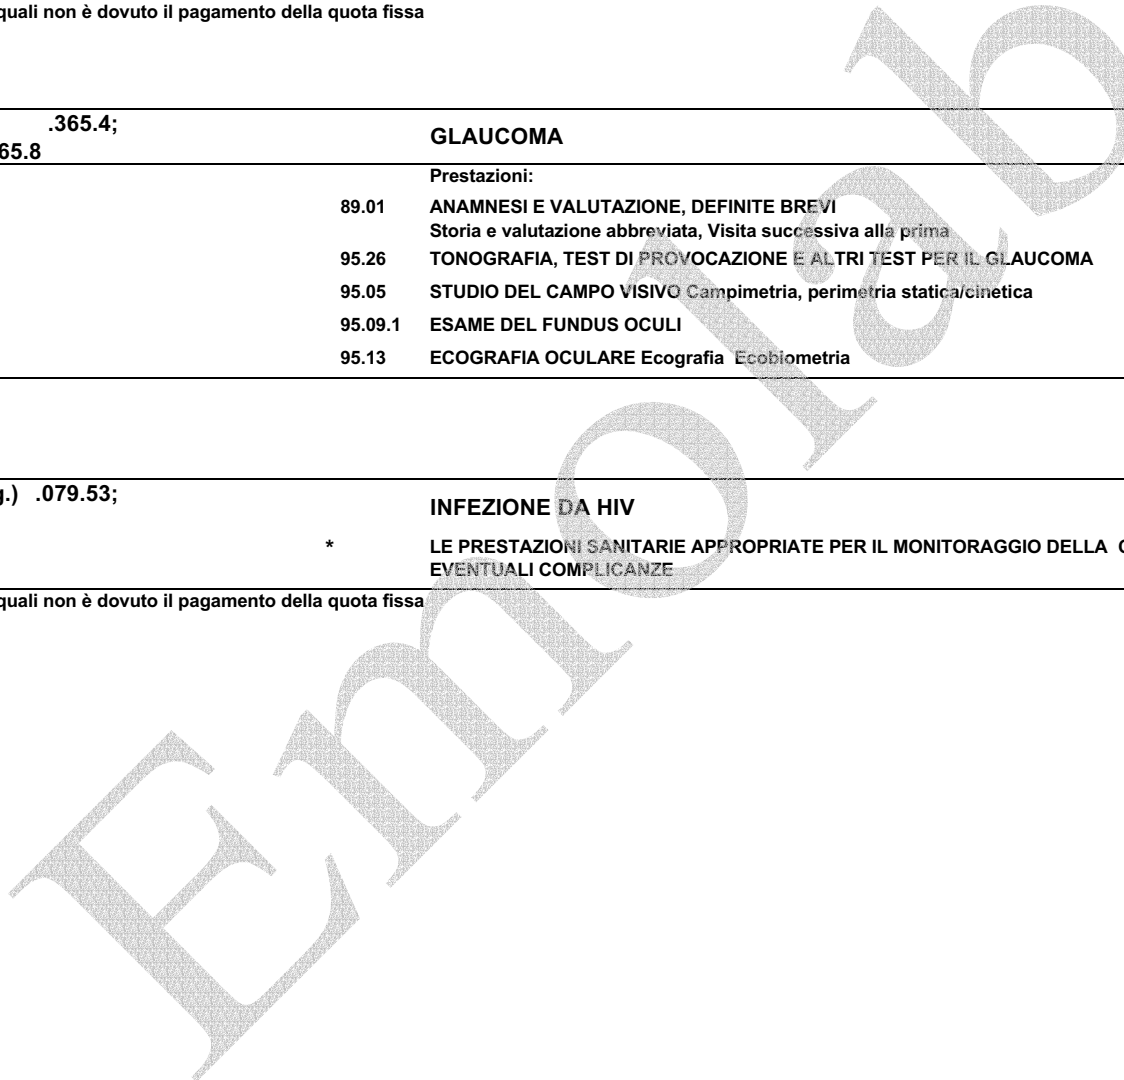 quali non è dovuto il pagamento della quota fissa
.365.4;
65.8
GLAUCOMA
Prestazioni:
89.01 ANAMNESI E VALUTAZIONE, DEFINITE BREVI
Storia e valutazione abbreviata, Visita successiva alla prima
95.26 TONOGRAFIA, TEST DI PROVOCAZIONE E ALTRI TEST PER IL GLAUCOMA
95.05 STUDIO DEL CAMPO VISIVO Campimetria, perimetria statica/cinetica
95.09.1 ESAME DEL FUNDUS OCULI
95.13 ECOGRAFIA OCULARE Ecografia Ecobiometria
g.) .079.53;
INFEZIONE DA HIV
* LE PRESTAZIONI SANITARIE APPROPRIATE PER IL MONITORAGGIO DELLA
EVENTUALI COMPLICANZE
quali non è dovuto il pagamento della quota fissa
Emolab